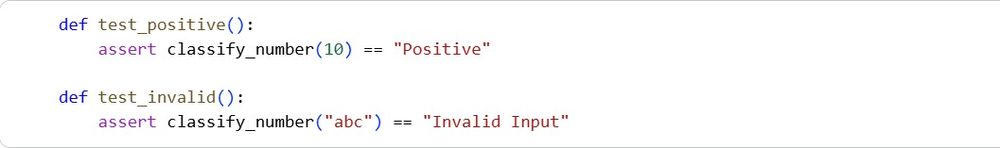 def test_positive():
    assert classify_number(10) == "Positive"

def test_invalid():
    assert classify_number("abc") == "Invalid Input"